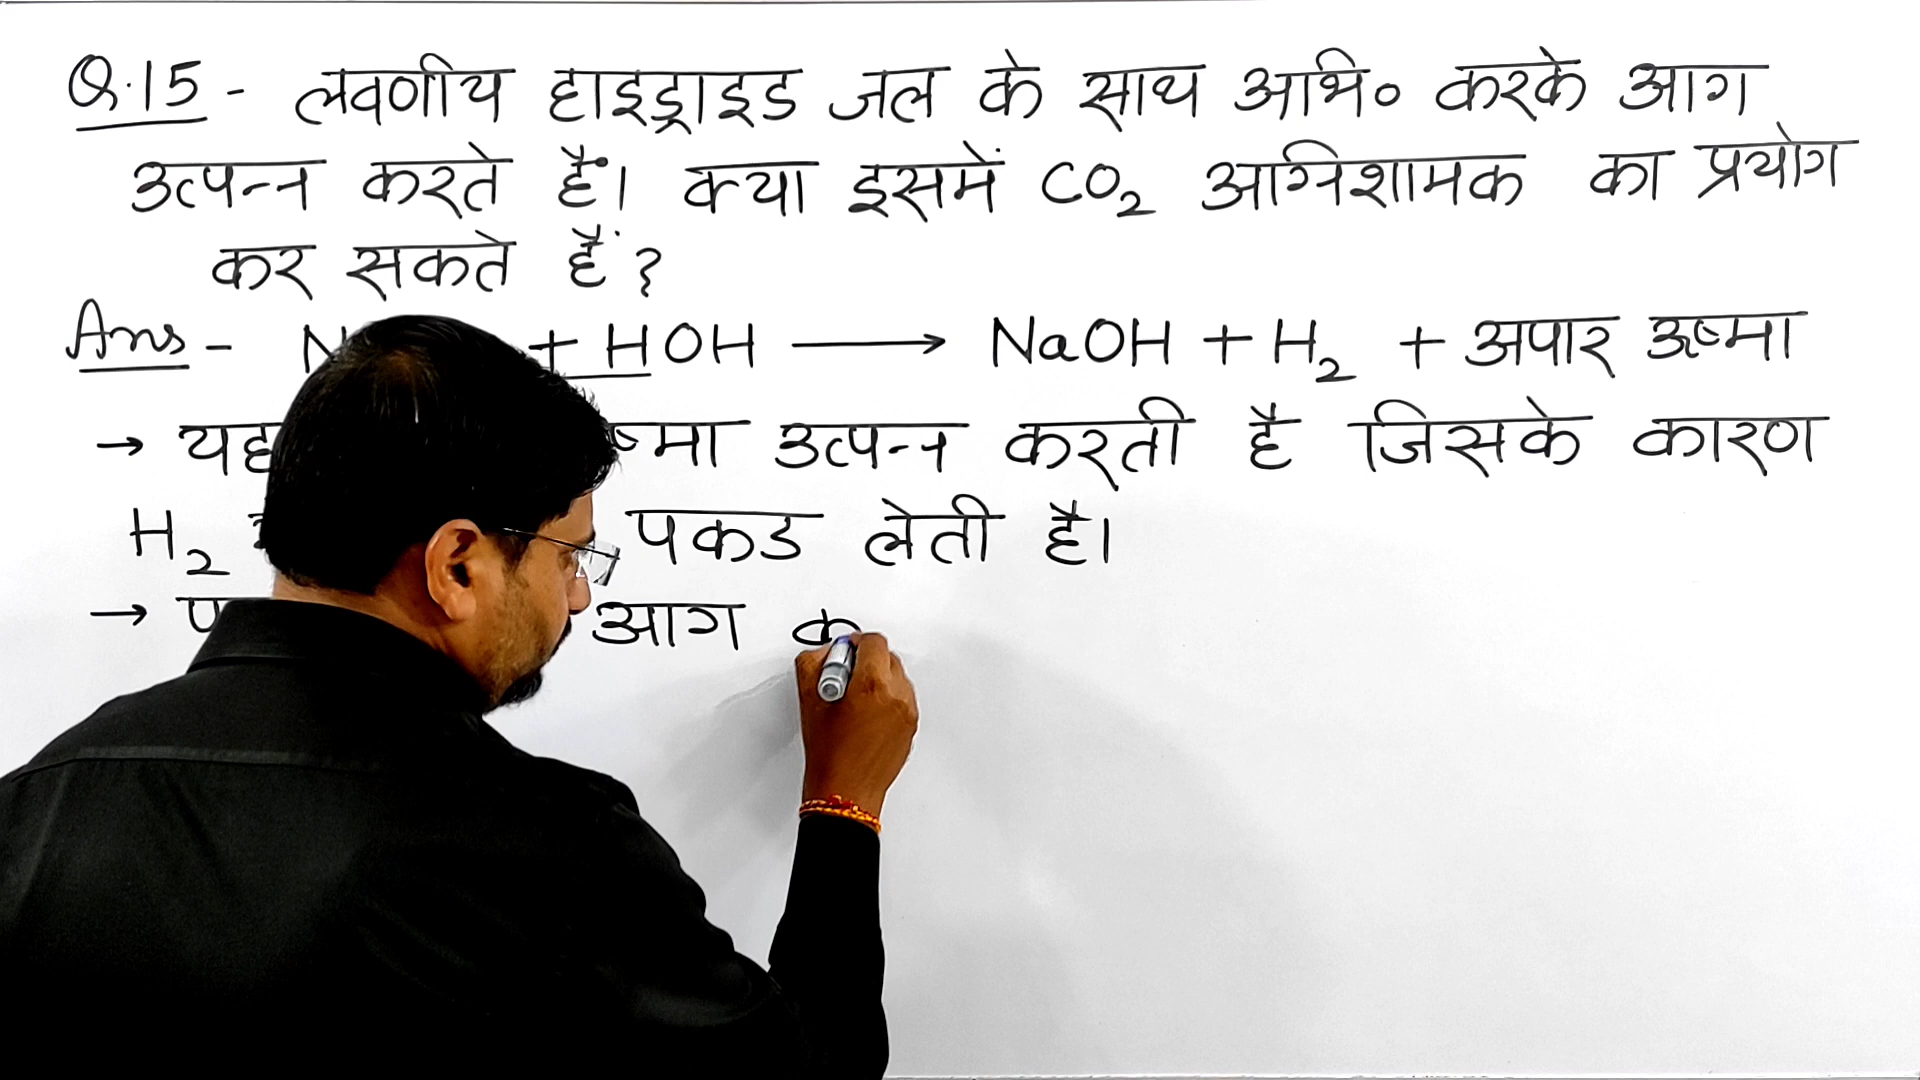 Q.15 - लवणीय हाइड्राइड जल के साथ अभि० करके आग
उत्पन्न करते हैं। क्या इसमें CO₂ अग्निशामक का प्रयोग
कर सकते हैं?
Ans - + HOH ⟶ NaOH + H₂ + अपार ऊष्मा
→ यह उत्पन्न करती है जिसके कारण
H₂ पकड लेती है।
→ आग